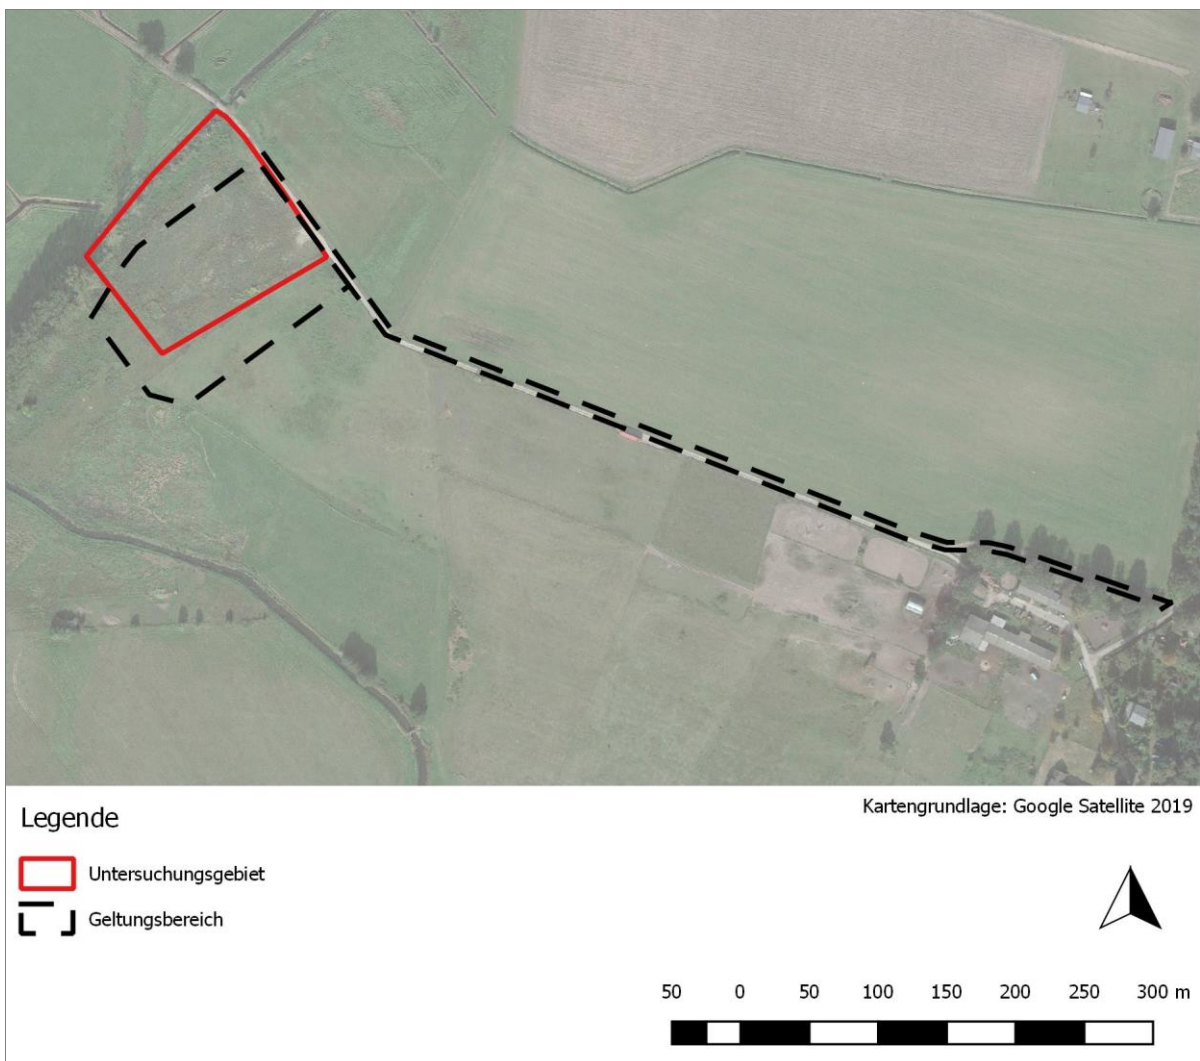 Legende
Kartengrundlage: Google Satellite 2019
Untersuchungsgebiet
Geltungsbereich
50 0 50 100 150 200 250 300 m